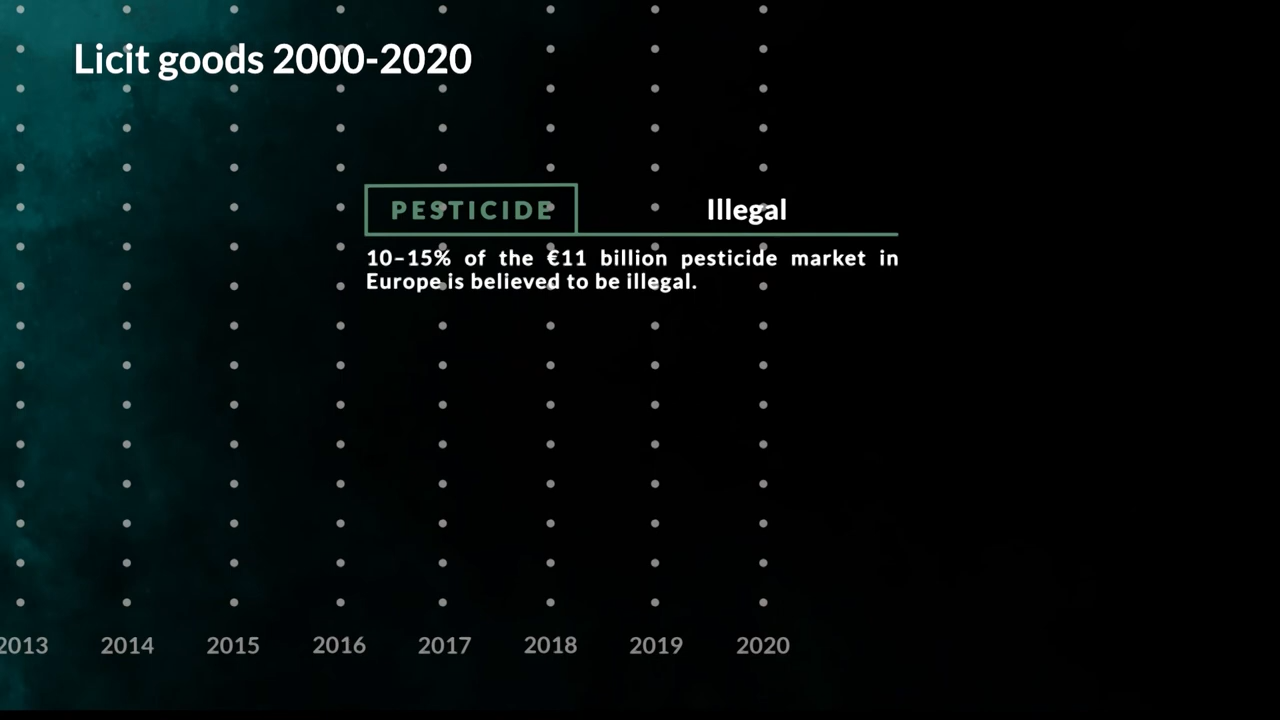 Licit goods 2000-2020
PESTICIDE Illegal
10–15% of the €11 billion pesticide market in
Europe is believed to be illegal.
2013 2014 2015 2016 2017 2018 2019 2020